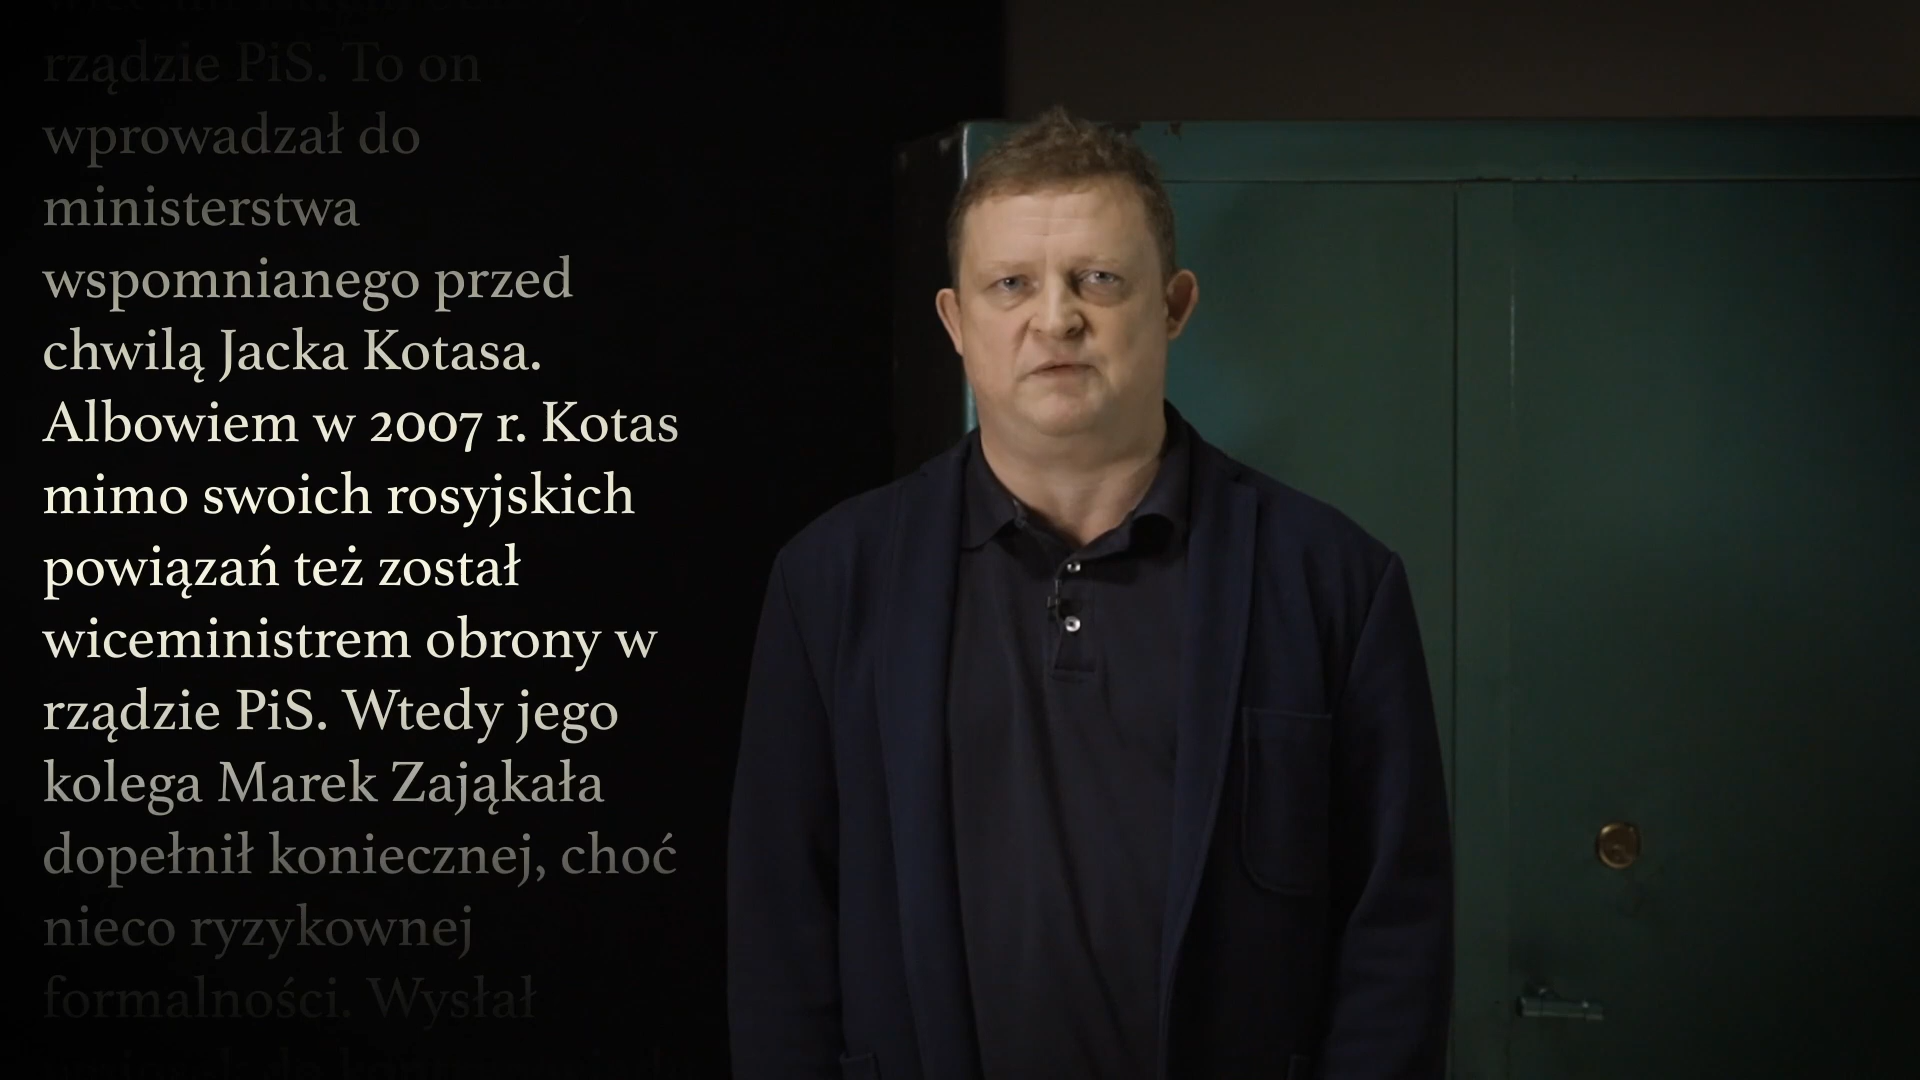 rządzie PiS. To on
wprowadzał do
ministerstwa
wspomnianego przed
chwilą Jacka Kotasa.
Albowiem w 2007 r. Kotas
mimo swoich rosyjskich
powiązań też został
wiceministrem obrony w
rządzie PiS. Wtedy jego
kolega Marek Zająkała
dopełnił koniecznej, choć
nieco ryzykownej
formalności. Wysłał